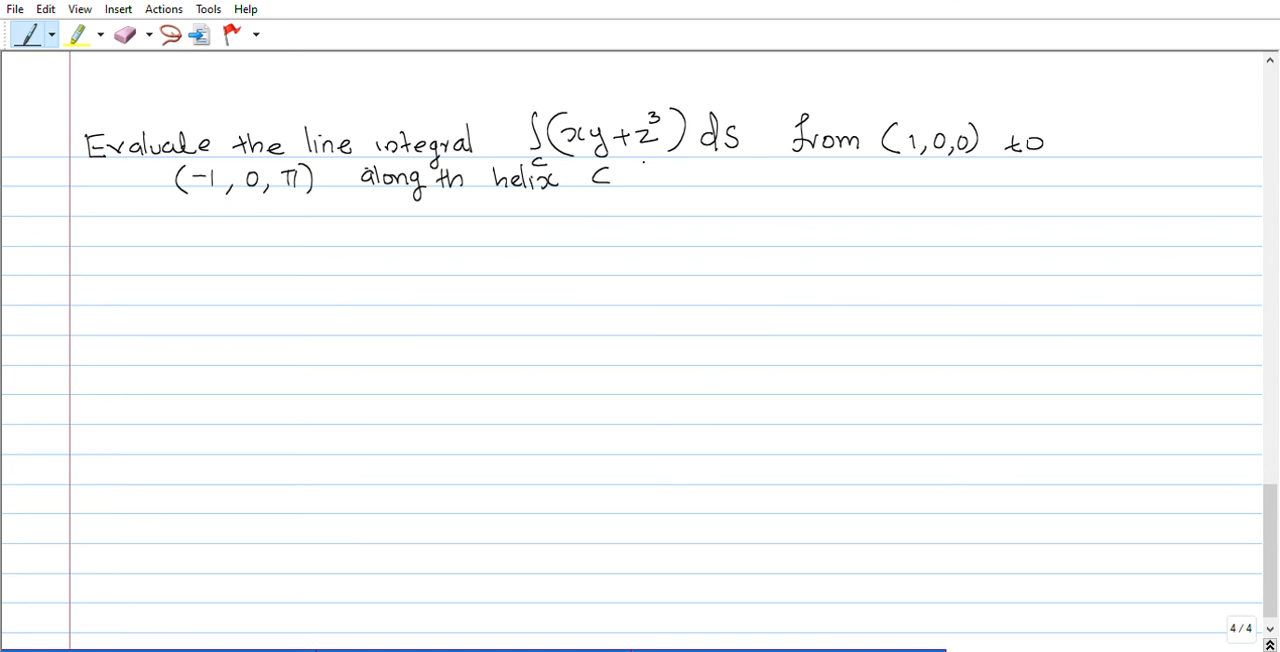 File Edit View Insert Actions Tools Help
Evaluate the line integral ∫_C (xy+z³) ds from (1,0,0) to
(-1, 0, π) along th helix C
4 / 4